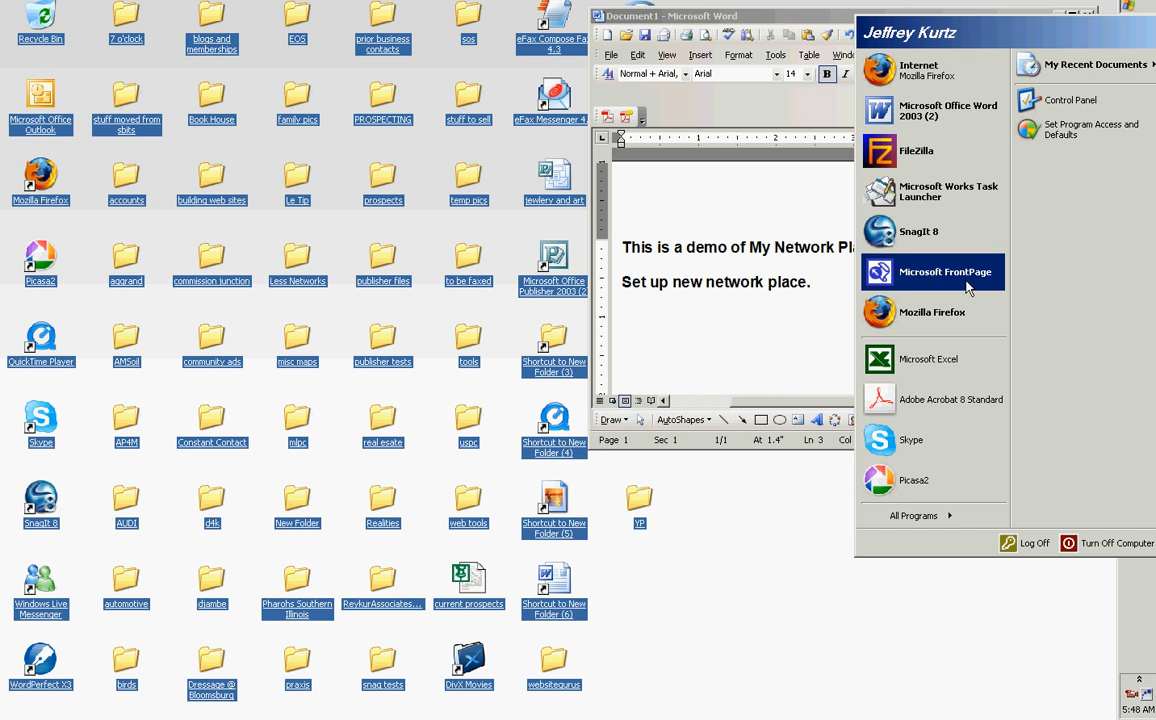 Recycle Bin
7 o'clock
blogs and
memberships
EOS
prior business
contacts
sos
eFax Compose Fax
4.3
Microsoft Office
Outlook
stuff moved from
sbits
Book House
family pics
PROSPECTING
stuff to sell
eFax Messenger 4.
Mozilla Firefox
accounts
building web sites
Le Tip
prospects
temp pics
jewlery and art
Picasa2
aggrand
commission junction
Less Networks
publisher files
to be faxed
Microsoft Office
Publisher 2003 (2
QuickTime Player
AMSoil
community ads
misc maps
publisher tests
tools
Shortcut to New
Folder (3)
Skype
AP4M
Constant Contact
mlpc
real esate
uspc
Shortcut to New
Folder (4)
SnagIt 8
AUDI
d4k
New Folder
Realities
web tools
Shortcut to New
Folder (5)
YP
Windows Live
Messenger
automotive
djambe
Pharohs Southern
Illinois
ReykurAssociates...
current prospects
Shortcut to New
Folder (6)
WordPerfect X3
birds
Dressage @
Bloomsburg
praxis
snag tests
DivX Movies
websitegurus
Document1 - Microsoft Word
File Edit View Insert Format Tools Table Windo
Normal + Arial, Arial 14 B I
1 2 3
This is a demo of My Network Pla
Set up new network place.
Draw AutoShapes
Page 1 Sec 1 1/1 At 1.4" Ln 3 Col
Jeffrey Kurtz
Internet
Mozilla Firefox
Microsoft Office Word
2003 (2)
FileZilla
Microsoft Works Task
Launcher
SnagIt 8
Microsoft FrontPage
Mozilla Firefox
Microsoft Excel
Adobe Acrobat 8 Standard
Skype
Picasa2
All Programs
My Recent Documents
Control Panel
Set Program Access and
Defaults
Log Off Turn Off Computer
5:48 AM